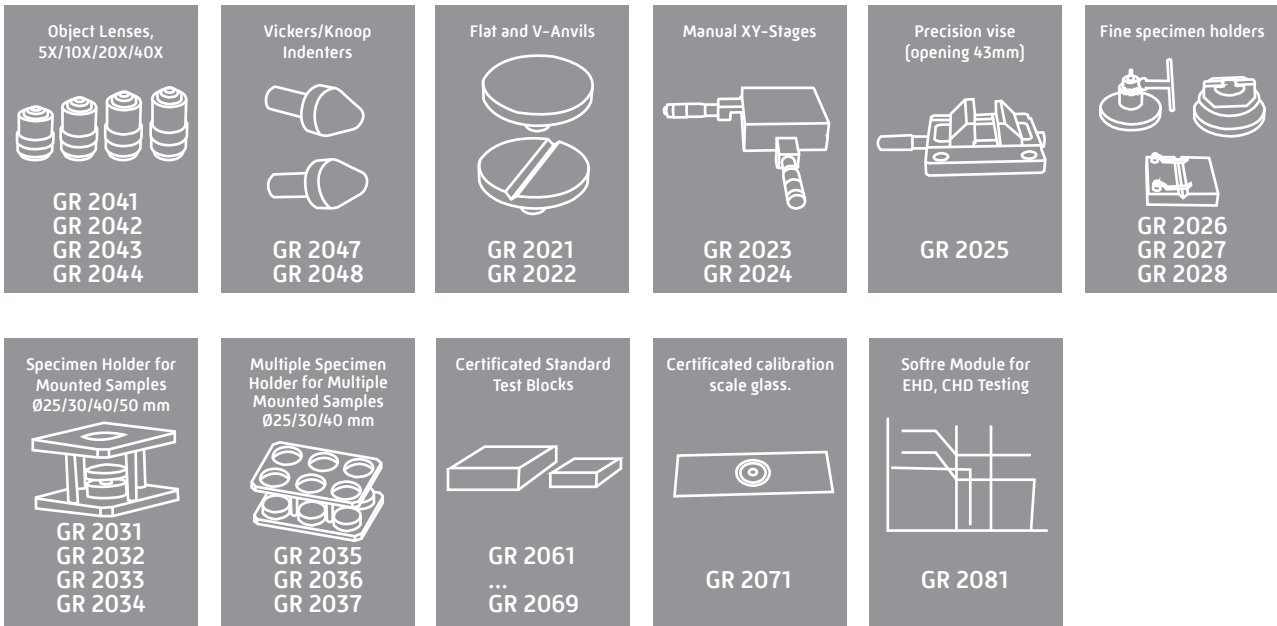 Object Lenses,
5X/10X/20X/40X
GR 2041
GR 2042
GR 2043
GR 2044
Vickers/Knoop
Indenters
GR 2047
GR 2048
Flat and V-Anvils
GR 2021
GR 2022
Manual XY-Stages
GR 2023
GR 2024
Precision vise
(opening 43mm)
GR 2025
Fine specimen holders
GR 2026
GR 2027
GR 2028
Specimen Holder for
Mounted Samples
Ø25/30/40/50 mm
GR 2031
GR 2032
GR 2033
GR 2034
Multiple Specimen
Holder for Multiple
Mounted Samples
Ø25/30/40 mm
GR 2035
GR 2036
GR 2037
Certificated Standard
Test Blocks
GR 2061
...
GR 2069
Certificated calibration
scale glass.
GR 2071
Softre Module for
EHD, CHD Testing
GR 2081